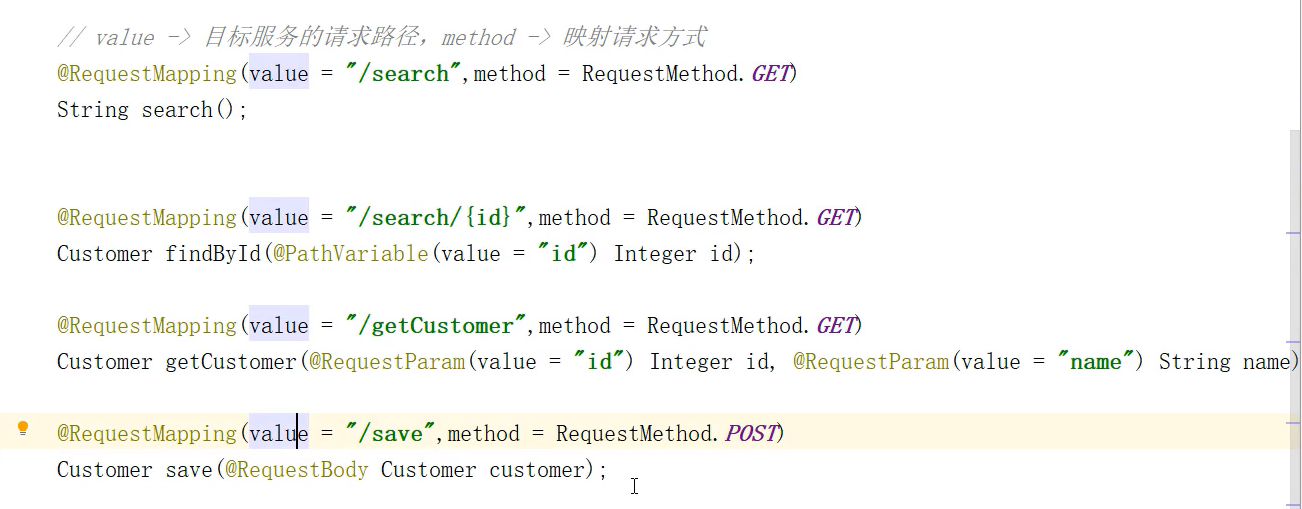 // value -> 目标服务的请求路径，method -> 映射请求方式
@RequestMapping(value = "/search",method = RequestMethod.GET)
String search();
@RequestMapping(value = "/search/{id}",method = RequestMethod.GET)
Customer findById(@PathVariable(value = "id") Integer id);
@RequestMapping(value = "/getCustomer",method = RequestMethod.GET)
Customer getCustomer(@RequestParam(value = "id") Integer id, @RequestParam(value = "name") String name)
@RequestMapping(value = "/save",method = RequestMethod.POST)
Customer save(@RequestBody Customer customer);